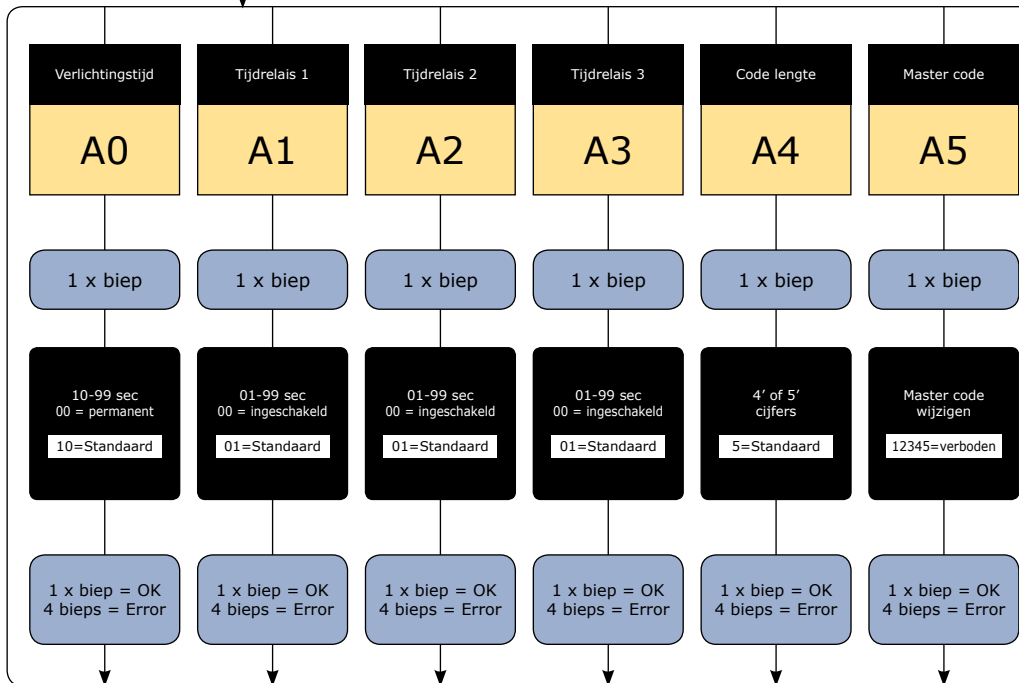 Verlichtingstijd
A0
1 x biep
10-99 sec
00 = permanent
10=Standaard
1 x biep = OK
4 bieps = Error
Tijdrelais 1
A1
1 x biep
01-99 sec
00 = ingeschakeld
01=Standaard
1 x biep = OK
4 bieps = Error
Tijdrelais 2
A2
1 x biep
01-99 sec
00 = ingeschakeld
01=Standaard
1 x biep = OK
4 bieps = Error
Tijdrelais 3
A3
1 x biep
01-99 sec
00 = ingeschakeld
01=Standaard
1 x biep = OK
4 bieps = Error
Code lengte
A4
1 x biep
4’ of 5’
cijfers
5=Standaard
1 x biep = OK
4 bieps = Error
Master code
A5
1 x biep
Master code
wijzigen
12345=verboden
1 x biep = OK
4 bieps = Error